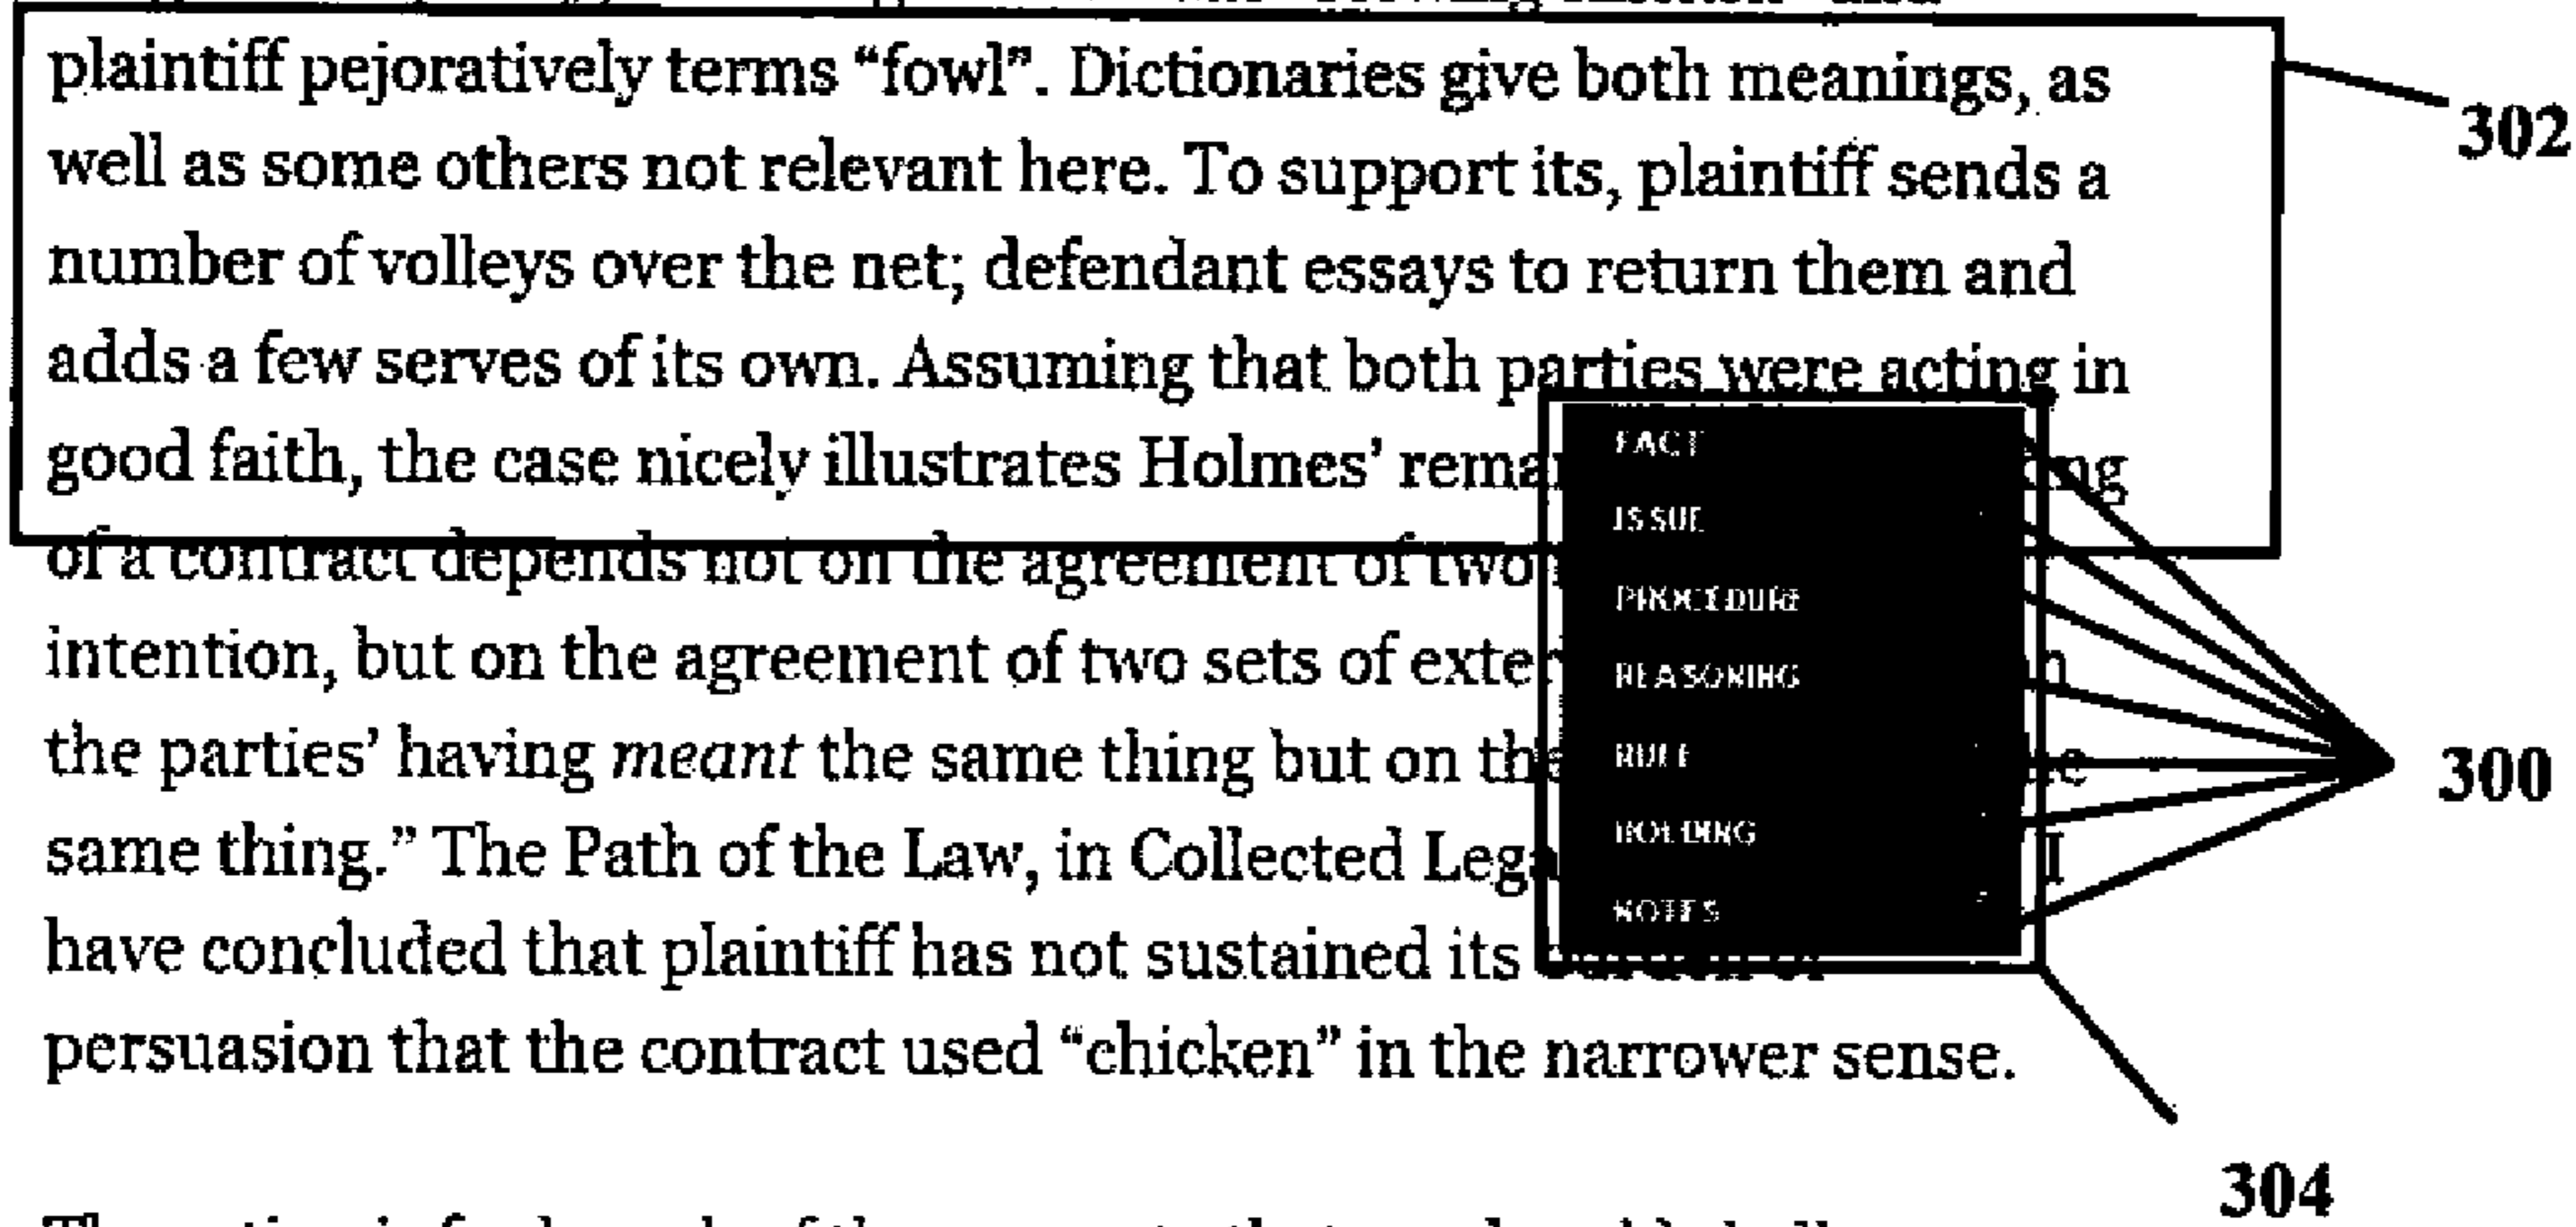 plaintiff pejoratively terms “fowl”. Dictionaries give both meanings, as
302
well as some others not relevant here. To support its, plaintiff sends a
number of volleys over the net; defendant essays to return them and
adds a few serves of its own. Assuming that both parties were acting in
good faith, the case nicely illustrates Holmes’
of a contract depends not on the agreement of two
intention, but on the agreement of two sets of
the parties’ having meant the same thing but on
same thing.” The Path of the Law, in Collected I
have concluded that plaintiff has not sustained its
persuasion that the contract used “chicken” in the narrower sense.
FACT
ISSUE
PROCEDURE
REASONING
RULE
HOLDING
NOTES
300
304